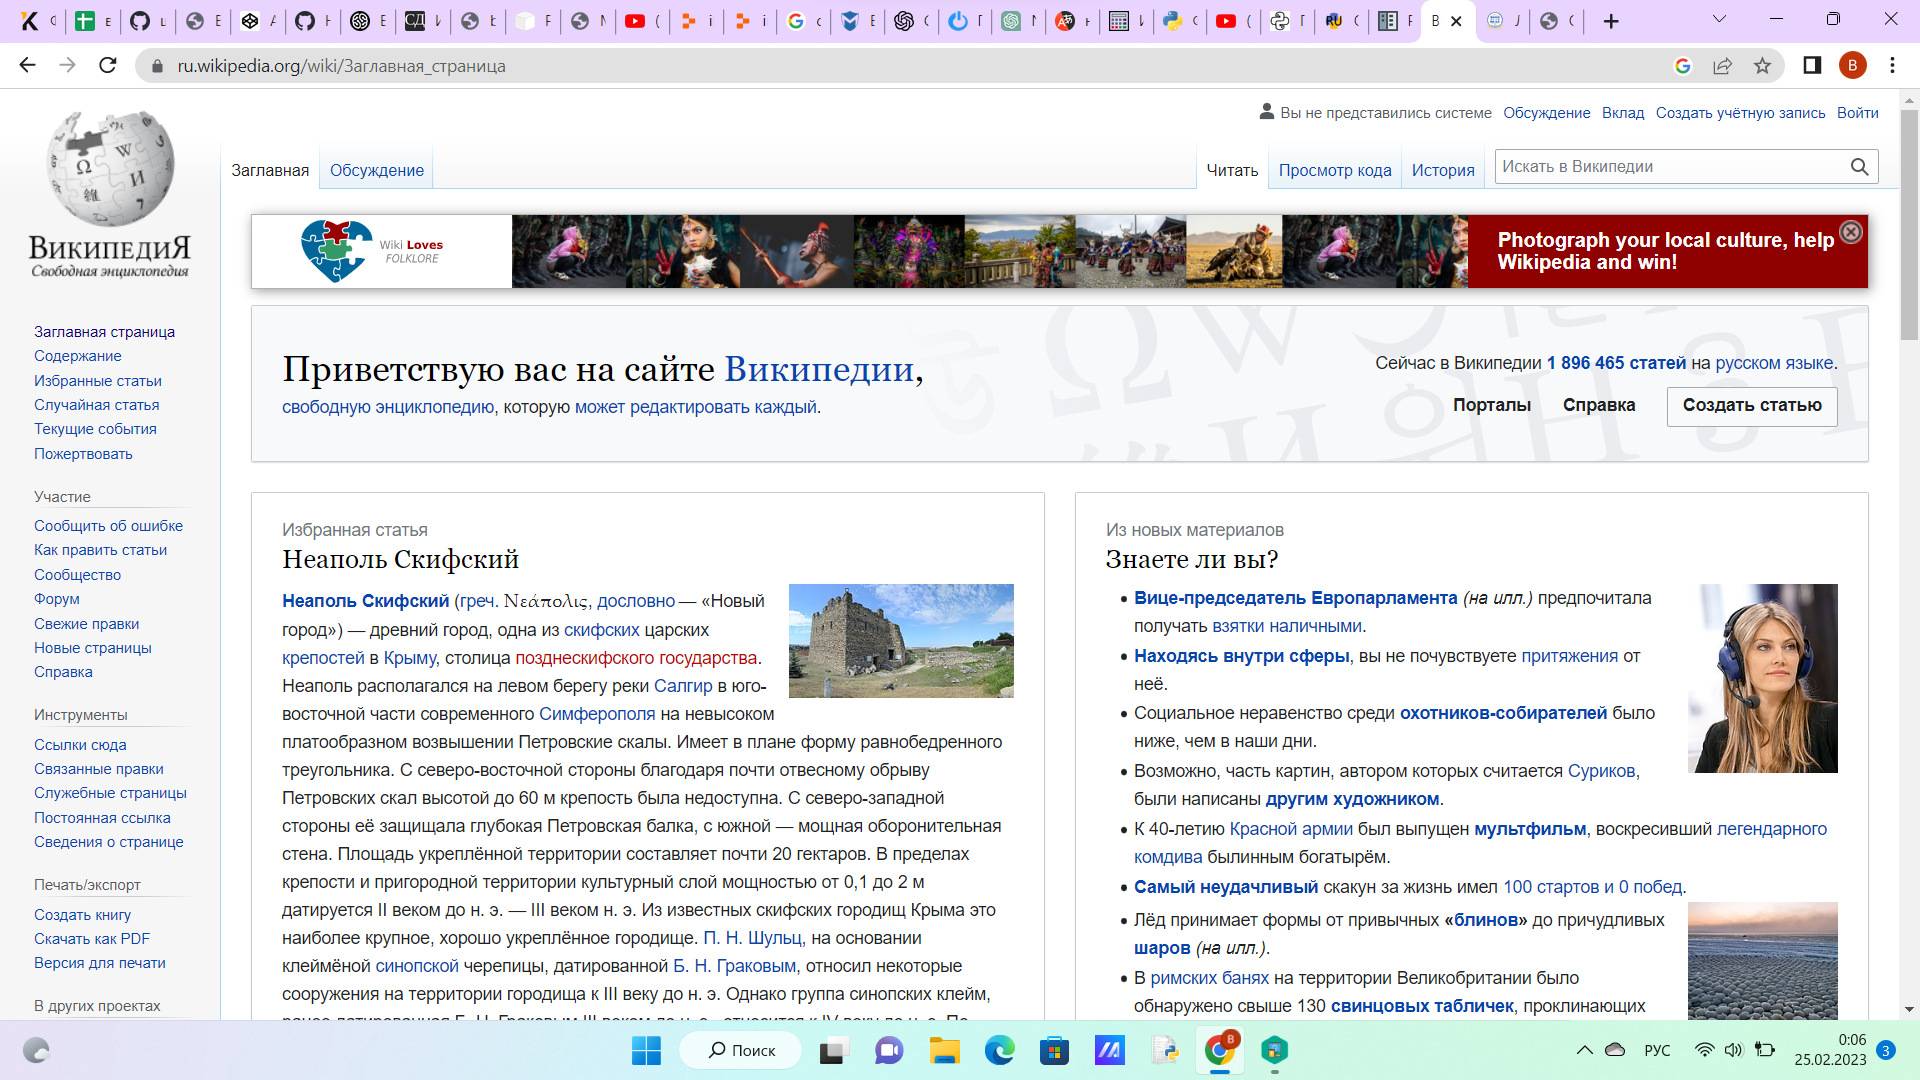 ru.wikipedia.org/wiki/Заглавная_страница
B
Вы не представились системе Обсуждение Вклад Создать учётную запись Войти
ВикипедиЯ
Свободная энциклопедия
Заглавная Обсуждение
Читать Просмотр кода История
Искать в Википедии
Wiki Loves
FOLKLORE
Photograph your local culture, help
Wikipedia and win!
Заглавная страница
Содержание
Избранные статьи
Случайная статья
Текущие события
Пожертвовать
Участие
Сообщить об ошибке
Как править статьи
Сообщество
Форум
Свежие правки
Новые страницы
Справка
Инструменты
Ссылки сюда
Связанные правки
Служебные страницы
Постоянная ссылка
Сведения о странице
Печать/экспорт
Создать книгу
Скачать как PDF
Версия для печати
В других проектах
Приветствую вас на сайте Википедии,
свободную энциклопедию, которую может редактировать каждый.
Сейчас в Википедии 1 896 465 статей на русском языке.
Порталы Справка Создать статью
Избранная статья
Неаполь Скифский
Неаполь Скифский (греч. Νεάπολις, дословно — «Новый
город») — древний город, одна из скифских царских
крепостей в Крыму, столица позднескифского государства.
Неаполь располагался на левом берегу реки Салгир в юго-
восточной части современного Симферополя на невысоком
платообразном возвышении Петровские скалы. Имеет в плане форму равнобедренного
треугольника. С северо-восточной стороны благодаря почти отвесному обрыву
Петровских скал высотой до 60 м крепость была недоступна. С северо-западной
стороны её защищала глубокая Петровская балка, с южной — мощная оборонительная
стена. Площадь укреплённой территории составляет почти 20 гектаров. В пределах
крепости и пригородной территории культурный слой мощностью от 0,1 до 2 м
датируется II веком до н. э. — III веком н. э. Из известных скифских городищ Крыма это
наиболее крупное, хорошо укреплённое городище. П. Н. Шульц, на основании
клеймёной синопской черепицы, датированной Б. Н. Граковым, относил некоторые
сооружения на территории городища к III веку до н. э. Однако группа синопских клейм,
Из новых материалов
Знаете ли вы?
Вице-председатель Европарламента (на илл.) предпочитала
получать взятки наличными.
Находясь внутри сферы, вы не почувствуете притяжения от
неё.
Социальное неравенство среди охотников-собирателей было
ниже, чем в наши дни.
Возможно, часть картин, автором которых считается Суриков,
были написаны другим художником.
К 40-летию Красной армии был выпущен мультфильм, воскресивший легендарного
комдива былинным богатырём.
Самый неудачливый скакун за жизнь имел 100 стартов и 0 побед.
Лёд принимает формы от привычных «блинов» до причудливых
шаров (на илл.).
В римских банях на территории Великобритании было
обнаружено свыше 130 свинцовых табличек, проклинающих
Поиск
РУС
0:06
25.02.2023
3